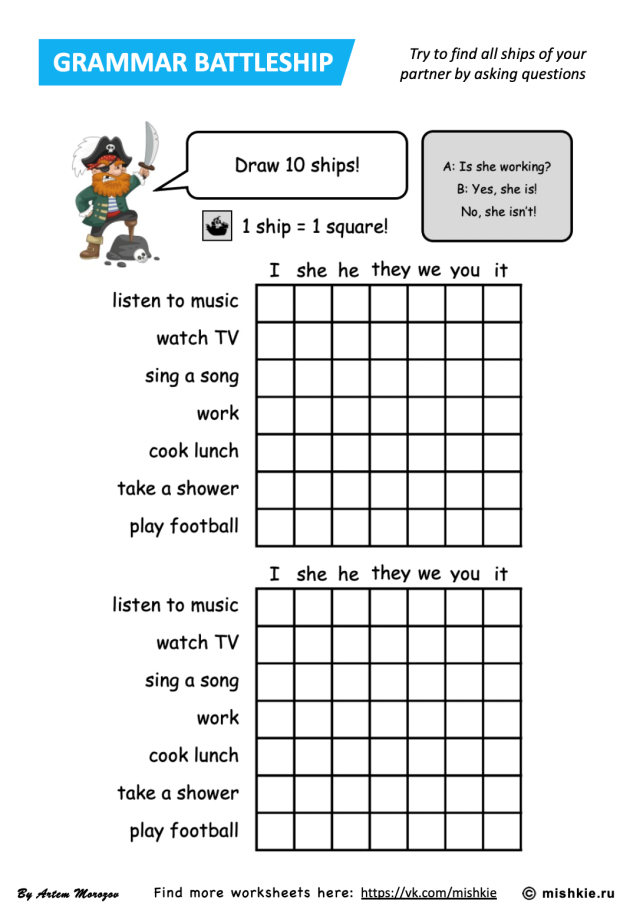 GRAMMAR BATTLESHIP
Try to find all ships of your
partner by asking questions
Draw 10 ships!
A: Is she working?
B: Yes, she is!
No, she isn't!
1 ship = 1 square!
I she he they we you it
listen to music
watch TV
sing a song
work
cook lunch
take a shower
play football
I she he they we you it
listen to music
watch TV
sing a song
work
cook lunch
take a shower
play football
By Artem Morozov
Find more worksheets here: https://vk.com/mishkie
© mishkie.ru